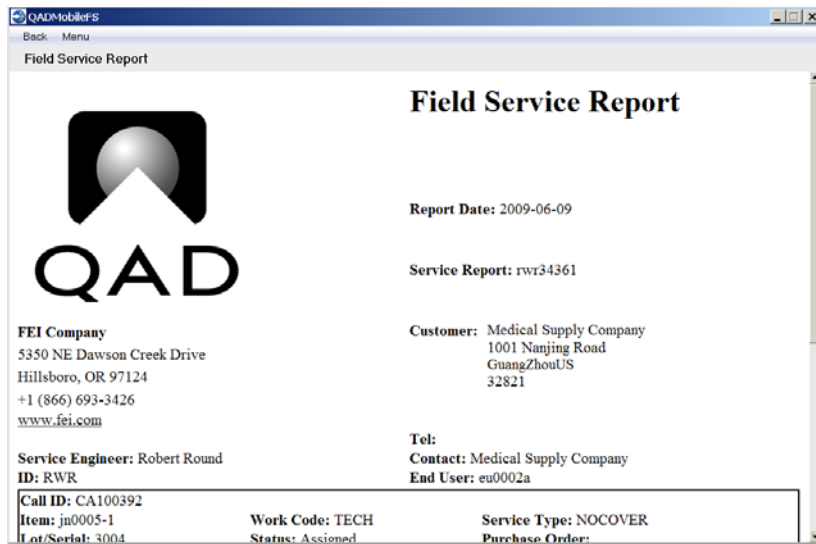 QADMobileFS
Back Menu
Field Service Report
Field Service Report
QAD
Report Date: 2009-06-09
Service Report: rwr34361
FEI Company
5350 NE Dawson Creek Drive
Hillsboro, OR 97124
+1 (866) 693-3426
www.fei.com
Customer: Medical Supply Company
1001 Nanjing Road
GuangZhouUS
32821
Tel:
Service Engineer: Robert Round
ID: RWR
Contact: Medical Supply Company
End User: eu0002a
Call ID: CA100392
Item: jn0005-1 Work Code: TECH Service Type: NOCOVER
Lot/Serial: 3004 Status: Assigned Purchase Order: